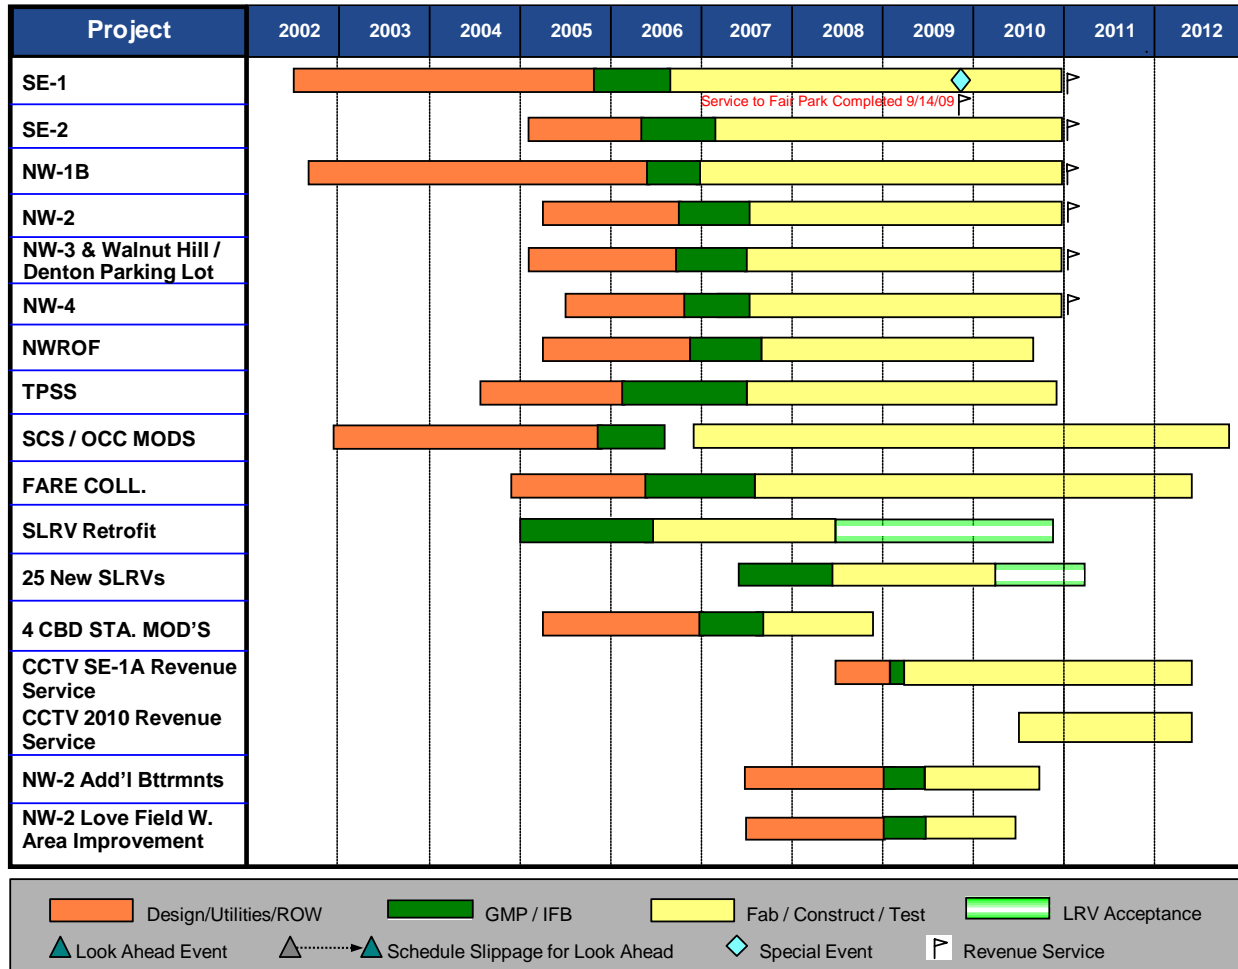 Project 2002 2003 2004 2005 2006 2007 2008 2009 2010 2011 2012
SE-1
Service to Fair Park Completed 9/14/09
SE-2
NW-1B
NW-2
NW-3 & Walnut Hill /
Denton Parking Lot
NW-4
NWROF
TPSS
SCS / OCC MODS
FARE COLL.
SLRV Retrofit
25 New SLRVs
4 CBD STA. MOD’S
CCTV SE-1A Revenue
Service
CCTV 2010 Revenue
Service
NW-2 Add’l Bttrmnts
NW-2 Love Field W.
Area Improvement
Design/Utilities/ROW GMP / IFB Fab / Construct / Test LRV Acceptance
Look Ahead Event Schedule Slippage for Look Ahead Special Event Revenue Service